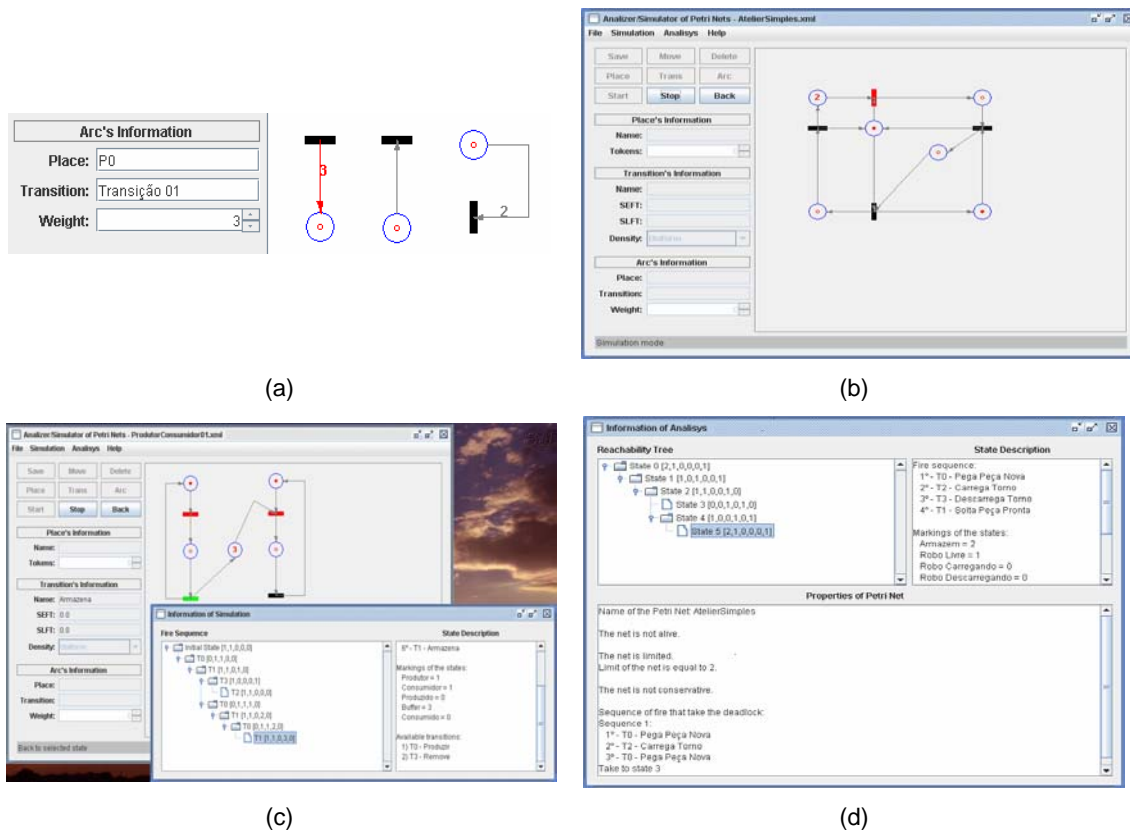 Arc's Information
Place: P0
Transition: Transição 01
Weight: 3
3
2
(a)
Analizer/Simulator of Petri Nets - AtelierSimples.xml
File Simulation Analisys Help
Save Move Delete
Place Trans Arc
Start Stop Back
Place's Information
Name:
Tokens:
Transition's Information
Name:
SEFT:
SLFT:
Density:
Arc's Information
Place:
Transition:
Weight:
Simulation mode
2
(b)
Analizer/Simulator of Petri Nets - ProdutorConsumidor01.xml
File Simulation Analisys Help
Save Move Delete
Place Trans Arc
Start Stop Back
Place's Information
Name:
Tokens:
Transition's Information
Name: Armazena
SEFT: 0.0
SLFT: 0.0
Density:
Arc's Information
Place:
Transition:
Weight:
Back to selected state
3
Information of Simulation
Fire Sequence
Initial State [1,1,0,0,0]
T0 [0,1,1,0,0]
T1 [1,1,0,1,0]
T3 [1,0,0,0,1]
T2 [1,1,0,0,0]
T0 [0,1,1,1,0]
T1 [1,1,0,2,0]
T0 [0,1,1,2,0]
T1 [1,1,0,3,0]
State Description
6º - T1 - Armazena
Markings of the states:
Produtor = 1
Consumidor = 1
Produzido = 0
Buffer = 3
Consumido = 0
Available transitions:
1) T0 - Produzir
2) T3 - Remove
(c)
Information of Analisys
Reachability Tree
State 0 [2,1,0,0,0,1]
State 1 [1,0,1,0,0,1]
State 2 [1,1,0,0,1,0]
State 3 [0,0,1,0,1,0]
State 4 [1,0,0,1,0,1]
State 5 [2,1,0,0,0,1]
State Description
Fire sequence:
1º - T0 - Pega Peça Nova
2º - T2 - Carrega Torno
3º - T3 - Descarrega Torno
4º - T1 - Solta Peça Pronta
Markings of the states:
Armazem = 2
Robo Livre = 1
Robo Carregando = 0
Robo Descarregando = 0
Properties of Petri Net
Name of the Petri Net: AtelierSimples
The net is not alive.
The net is limited.
Limit of the net is equal to 2.
The net is not conservative.
Sequence of fire that take the deadlock:
Sequence 1:
1º - T0 - Pega Peça Nova
2º - T2 - Carrega Torno
3º - T0 - Pega Peça Nova
Take to state 3
(d)